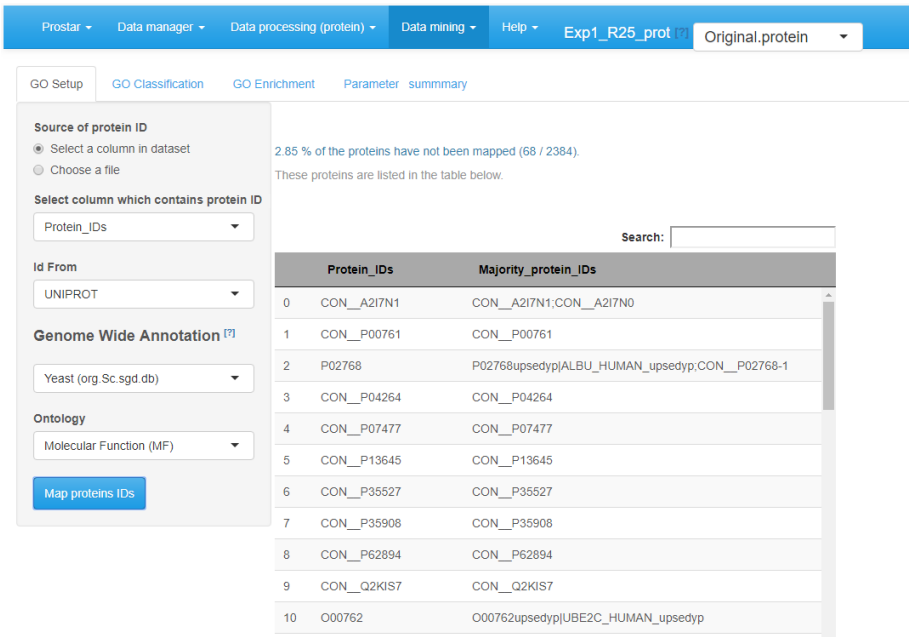 Prostar Data manager Data processing (protein) Data mining Help Exp1_R25_prot [?] Original.protein
GO Setup GO Classification GO Enrichment Parameter summmary
Source of protein ID
Select a column in dataset
Choose a file
Select column which contains protein ID
Protein_IDs
Id From
UNIPROT
Genome Wide Annotation [?]
Yeast (org.Sc.sgd.db)
Ontology
Molecular Function (MF)
Map proteins IDs
2.85 % of the proteins have not been mapped (68 / 2384).
These proteins are listed in the table below.
Search:
Protein_IDs Majority_protein_IDs
0 CON__A2I7N1 CON__A2I7N1;CON__A2I7N0
1 CON__P00761 CON__P00761
2 P02768 P02768upsedyp|ALBU_HUMAN_upsedyp;CON__P02768-1
3 CON__P04264 CON__P04264
4 CON__P07477 CON__P07477
5 CON__P13645 CON__P13645
6 CON__P35527 CON__P35527
7 CON__P35908 CON__P35908
8 CON__P62894 CON__P62894
9 CON__Q2KIS7 CON__Q2KIS7
10 O00762 O00762upsedyp|UBE2C_HUMAN_upsedyp